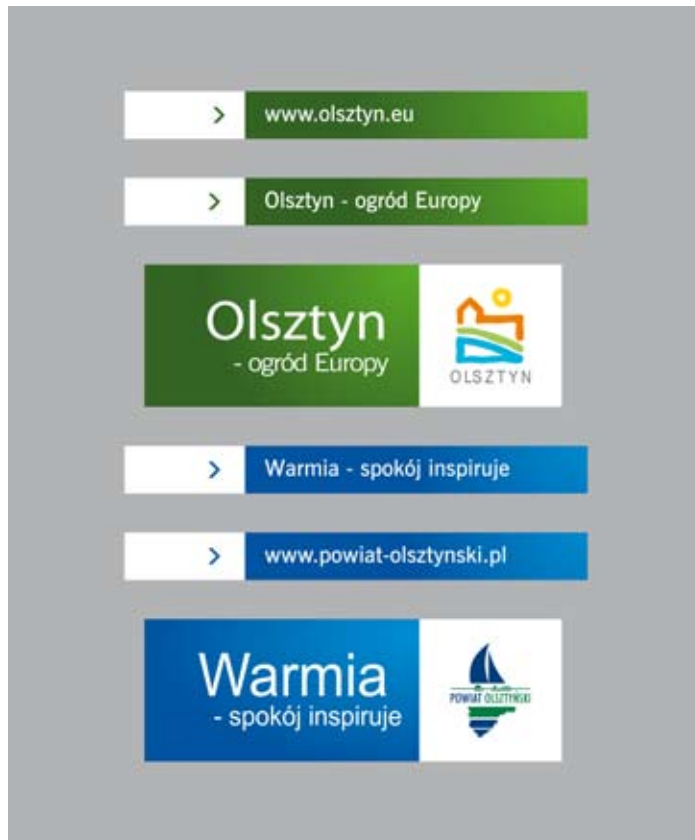 > www.olsztyn.eu
> Olsztyn - ogród Europy
Olsztyn
- ogród Europy
OLSZTYN
> Warmia - spokój inspiruje
> www.powiat-olsztynski.pl
Warmia
- spokój inspiruje
POWIAT OLSZTYŃSKI